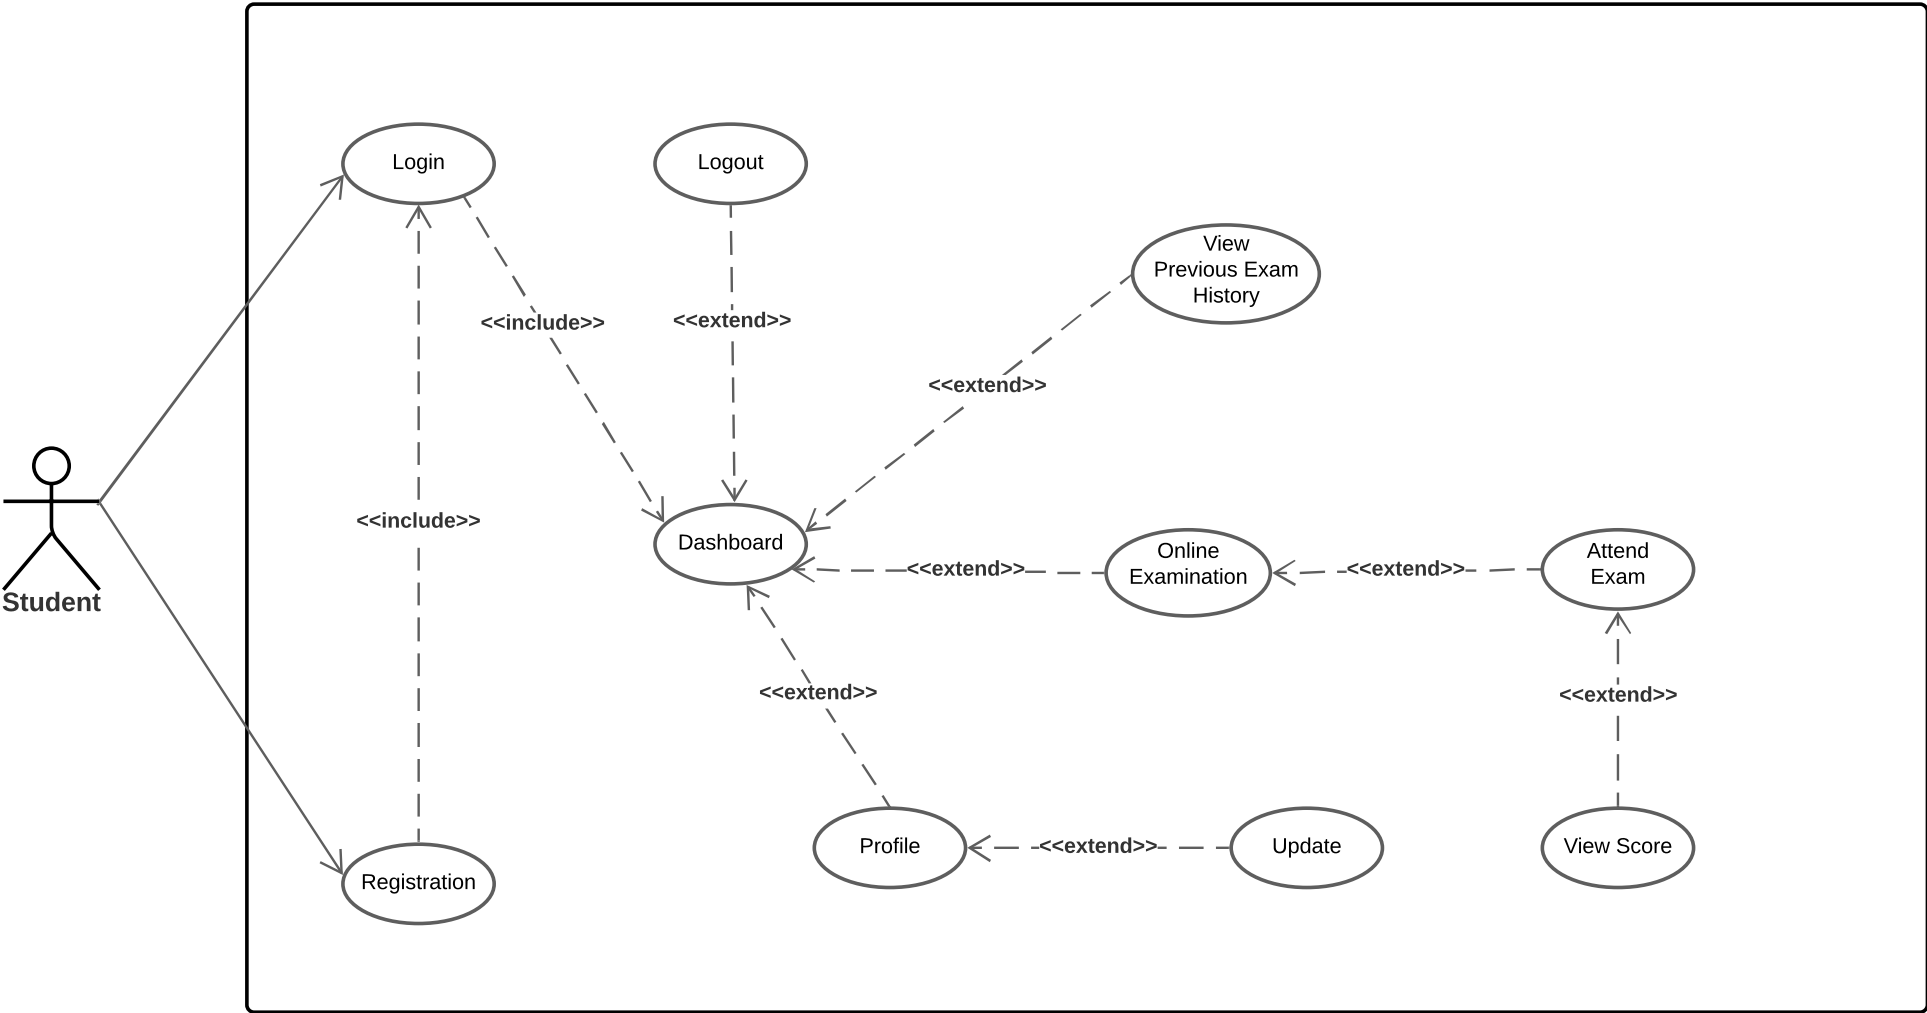 Login
Logout
View
Previous Exam
History
<<include>>
<<extend>>
<<extend>>
<<include>>
Dashboard
<<extend>>
Online
Examination
<<extend>>
Attend
Exam
Student
<<extend>>
<<extend>>
Profile
<<extend>>
Update
View Score
Registration